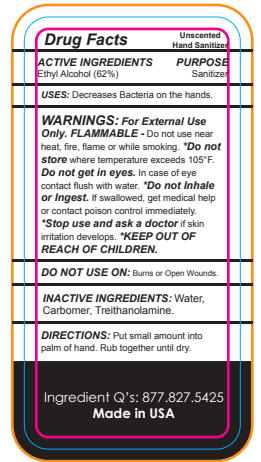 Drug Facts
Unscented
Hand Sanitizer
ACTIVE INGREDIENTS PURPOSE
Ethyl Alcohol (62%) Sanitizer
USES: Decreases Bacteria on the hands.
WARNINGS: For External Use
Only. FLAMMABLE - Do not use near
heat, fire, flame or while smoking. *Do not
store where temperature exceeds 105°F.
Do not get in eyes. In case of eye
contact flush with water. *Do not Inhale
or Ingest. If swallowed, get medical help
or contact poison control immediately.
*Stop use and ask a doctor if skin
irritation develops. *KEEP OUT OF
REACH OF CHILDREN.
DO NOT USE ON: Burns or Open Wounds.
INACTIVE INGREDIENTS: Water,
Carbomer, Treithanolamine.
DIRECTIONS: Put small amount into
palm of hand. Rub together until dry.
Ingredient Q's: 877.827.5425
Made in USA